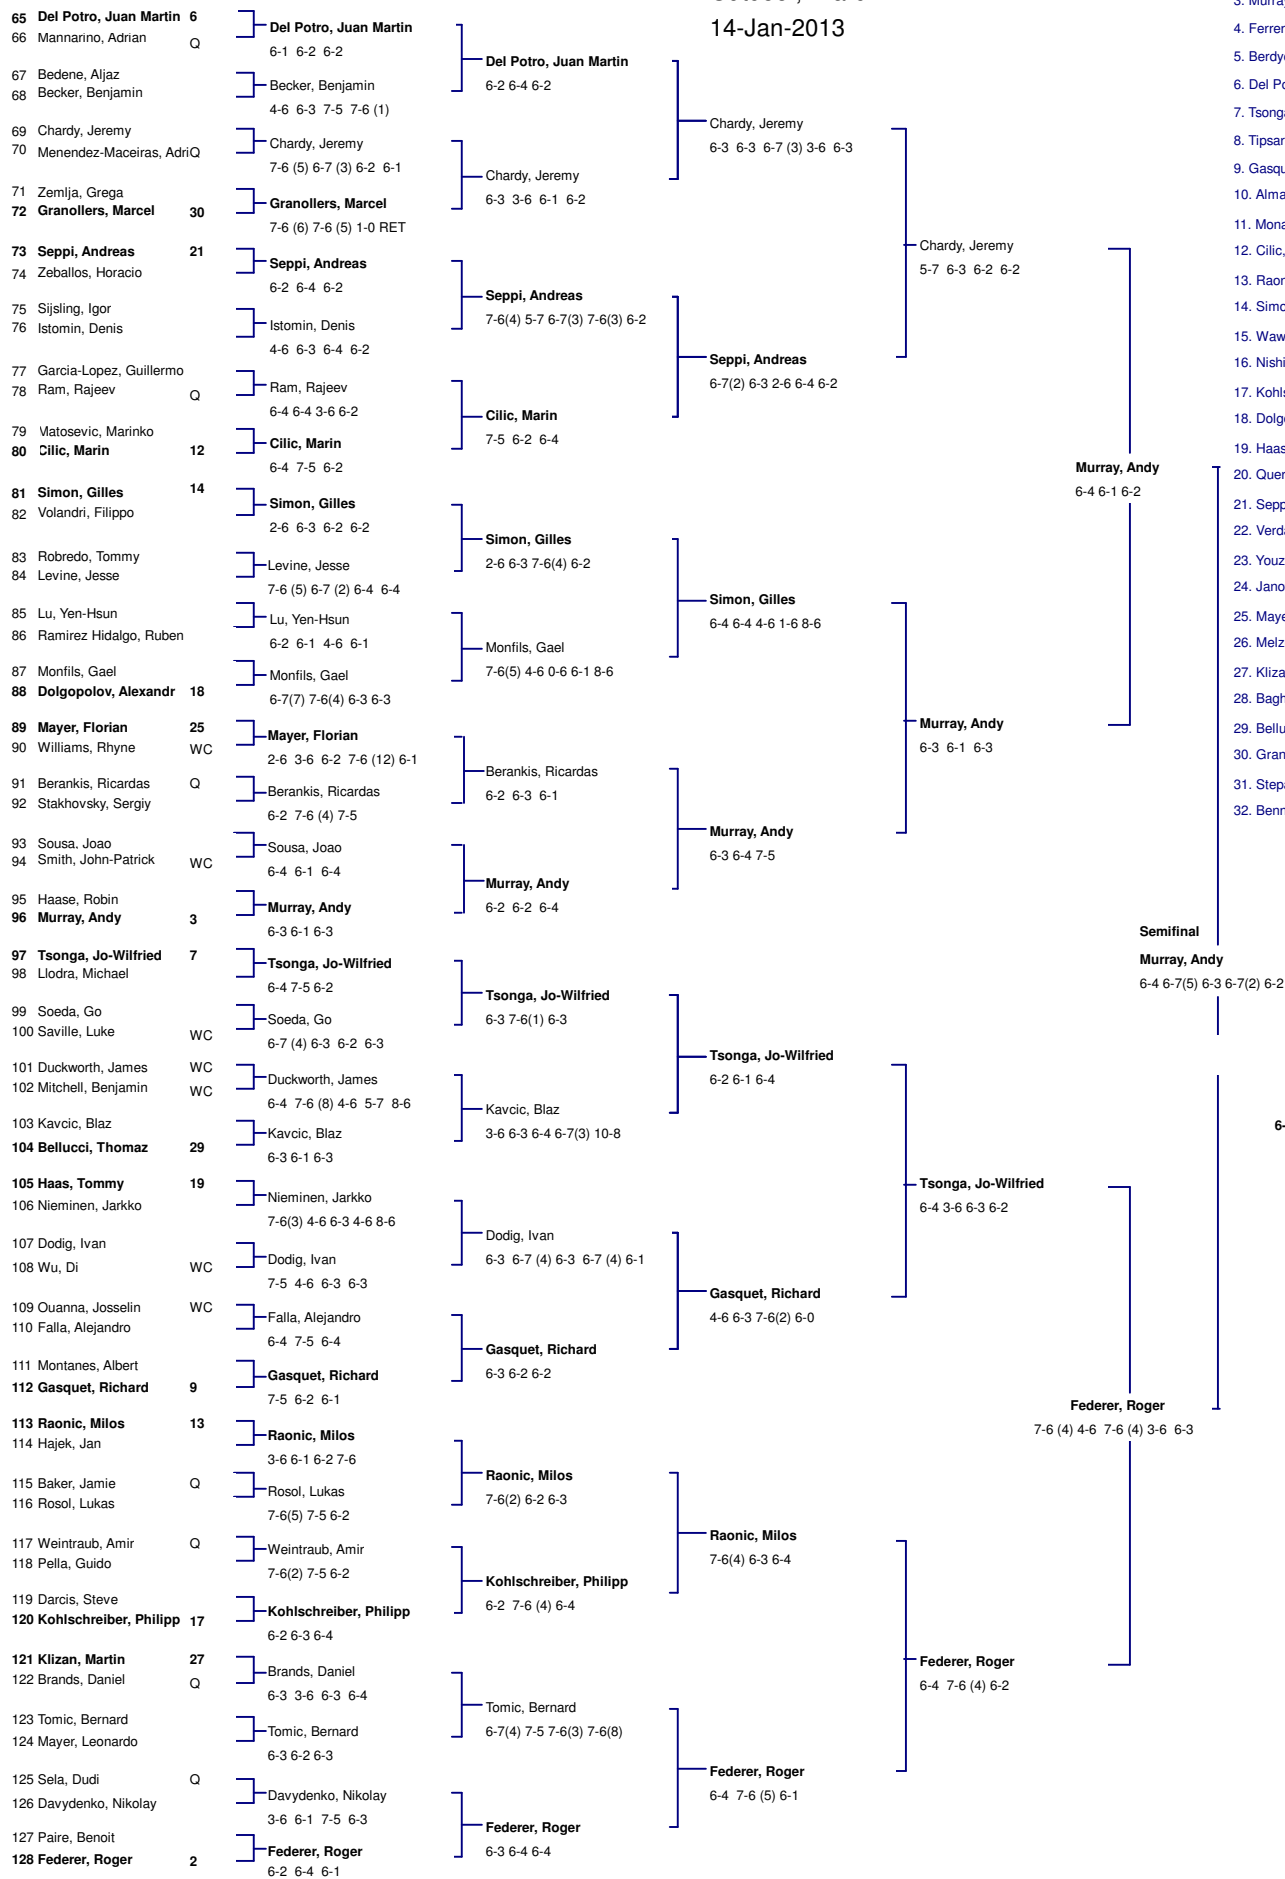 14-Jan-2013
65 Del Potro, Juan Martin 6
66 Mannarino, Adrian Q
67 Bedene, Aljaz
68 Becker, Benjamin
69 Chardy, Jeremy
70 Menendez-Maceiras, AdriQ
71 Zemlja, Grega
72 Granollers, Marcel 30
73 Seppi, Andreas 21
74 Zeballos, Horacio
75 Sijsling, Igor
76 Istomin, Denis
77 Garcia-Lopez, Guillermo
78 Ram, Rajeev Q
79 Matosevic, Marinko
80 Cilic, Marin 12
81 Simon, Gilles 14
82 Volandri, Filippo
83 Robredo, Tommy
84 Levine, Jesse
85 Lu, Yen-Hsun
86 Ramirez Hidalgo, Ruben
87 Monfils, Gael
88 Dolgopolov, Alexandr 18
89 Mayer, Florian 25
90 Williams, Rhyne WC
91 Berankis, Ricardas Q
92 Stakhovsky, Sergiy
93 Sousa, Joao
94 Smith, John-Patrick WC
95 Haase, Robin
96 Murray, Andy 3
97 Tsonga, Jo-Wilfried 7
98 Llodra, Michael
99 Soeda, Go
100 Saville, Luke WC
101 Duckworth, James WC
102 Mitchell, Benjamin WC
103 Kavcic, Blaz
104 Bellucci, Thomaz 29
105 Haas, Tommy 19
106 Nieminen, Jarkko
107 Dodig, Ivan
108 Wu, Di WC
109 Ouanna, Josselin WC
110 Falla, Alejandro
111 Montanes, Albert
112 Gasquet, Richard 9
113 Raonic, Milos 13
114 Hajek, Jan
115 Baker, Jamie Q
116 Rosol, Lukas
117 Weintraub, Amir Q
118 Pella, Guido
119 Darcis, Steve
120 Kohlschreiber, Philipp 17
121 Klizan, Martin 27
122 Brands, Daniel Q
123 Tomic, Bernard
124 Mayer, Leonardo
125 Sela, Dudi Q
126 Davydenko, Nikolay
127 Paire, Benoit
128 Federer, Roger 2
Del Potro, Juan Martin
6-1 6-2 6-2
Becker, Benjamin
4-6 6-3 7-5 7-6 (1)
Chardy, Jeremy
7-6 (5) 6-7 (3) 6-2 6-1
Granollers, Marcel
7-6 (6) 7-6 (5) 1-0 RET
Seppi, Andreas
6-2 6-4 6-2
Istomin, Denis
4-6 6-3 6-4 6-2
Ram, Rajeev
6-4 6-4 3-6 6-2
Cilic, Marin
6-4 7-5 6-2
Simon, Gilles
2-6 6-3 6-2 6-2
Levine, Jesse
7-6 (5) 6-7 (2) 6-4 6-4
Lu, Yen-Hsun
6-2 6-1 4-6 6-1
Monfils, Gael
6-7(7) 7-6(4) 6-3 6-3
Mayer, Florian
2-6 3-6 6-2 7-6 (12) 6-1
Berankis, Ricardas
6-2 7-6 (4) 7-5
Sousa, Joao
6-4 6-1 6-4
Murray, Andy
6-3 6-1 6-3
Tsonga, Jo-Wilfried
6-4 7-5 6-2
Soeda, Go
6-7 (4) 6-3 6-2 6-3
Duckworth, James
6-4 7-6 (8) 4-6 5-7 8-6
Kavcic, Blaz
6-3 6-1 6-3
Nieminen, Jarkko
7-6(3) 4-6 6-3 4-6 8-6
Dodig, Ivan
7-5 4-6 6-3 6-3
Falla, Alejandro
6-4 7-5 6-4
Gasquet, Richard
7-5 6-2 6-1
Raonic, Milos
3-6 6-1 6-2 7-6
Rosol, Lukas
7-6(5) 7-5 6-2
Weintraub, Amir
7-6(2) 7-5 6-2
Kohlschreiber, Philipp
6-2 6-3 6-4
Brands, Daniel
6-3 3-6 6-3 6-4
Tomic, Bernard
6-3 6-2 6-3
Davydenko, Nikolay
3-6 6-1 7-5 6-3
Federer, Roger
6-2 6-4 6-1
Del Potro, Juan Martin
6-2 6-4 6-2
Chardy, Jeremy
6-3 3-6 6-1 6-2
Seppi, Andreas
7-6(4) 5-7 6-7(3) 7-6(3) 6-2
Cilic, Marin
7-5 6-2 6-4
Simon, Gilles
2-6 6-3 7-6(4) 6-2
Monfils, Gael
7-6(5) 4-6 0-6 6-1 8-6
Berankis, Ricardas
6-2 6-3 6-1
Murray, Andy
6-2 6-2 6-4
Tsonga, Jo-Wilfried
6-3 7-6(1) 6-3
Kavcic, Blaz
3-6 6-3 6-4 6-7(3) 10-8
Dodig, Ivan
6-3 6-7 (4) 6-3 6-7 (4) 6-1
Gasquet, Richard
6-3 6-2 6-2
Raonic, Milos
7-6(2) 6-2 6-3
Kohlschreiber, Philipp
6-2 7-6 (4) 6-4
Tomic, Bernard
6-7(4) 7-5 7-6(3) 7-6(8)
Federer, Roger
6-3 6-4 6-4
Chardy, Jeremy
6-3 6-3 6-7 (3) 3-6 6-3
Seppi, Andreas
6-7(2) 6-3 2-6 6-4 6-2
Simon, Gilles
6-4 6-4 4-6 1-6 8-6
Murray, Andy
6-3 6-4 7-5
Tsonga, Jo-Wilfried
6-2 6-1 6-4
Gasquet, Richard
4-6 6-3 7-6(2) 6-0
Raonic, Milos
7-6(4) 6-3 6-4
Federer, Roger
6-4 7-6 (5) 6-1
Chardy, Jeremy
5-7 6-3 6-2 6-2
Murray, Andy
6-3 6-1 6-3
Tsonga, Jo-Wilfried
6-4 3-6 6-3 6-2
Federer, Roger
6-4 7-6 (4) 6-2
Murray, Andy
6-4 6-1 6-2
Federer, Roger
7-6 (4) 4-6 7-6 (4) 3-6 6-3
Semifinal
Murray, Andy
6-4 6-7(5) 6-3 6-7(2) 6-2
6-
3. Murray
4. Ferrer
5. Berdy
6. Del Po
7. Tsong
8. Tipsar
9. Gasqu
10. Alma
11. Mona
12. Cilic,
13. Raon
14. Simo
15. Waw
16. Nishi
17. Kohls
18. Dolg
19. Haas
20. Quer
21. Sepp
22. Verd
23. Youz
24. Jano
25. Maye
26. Melz
27. Kliza
28. Bagh
29. Bellu
30. Gran
31. Step
32. Benn